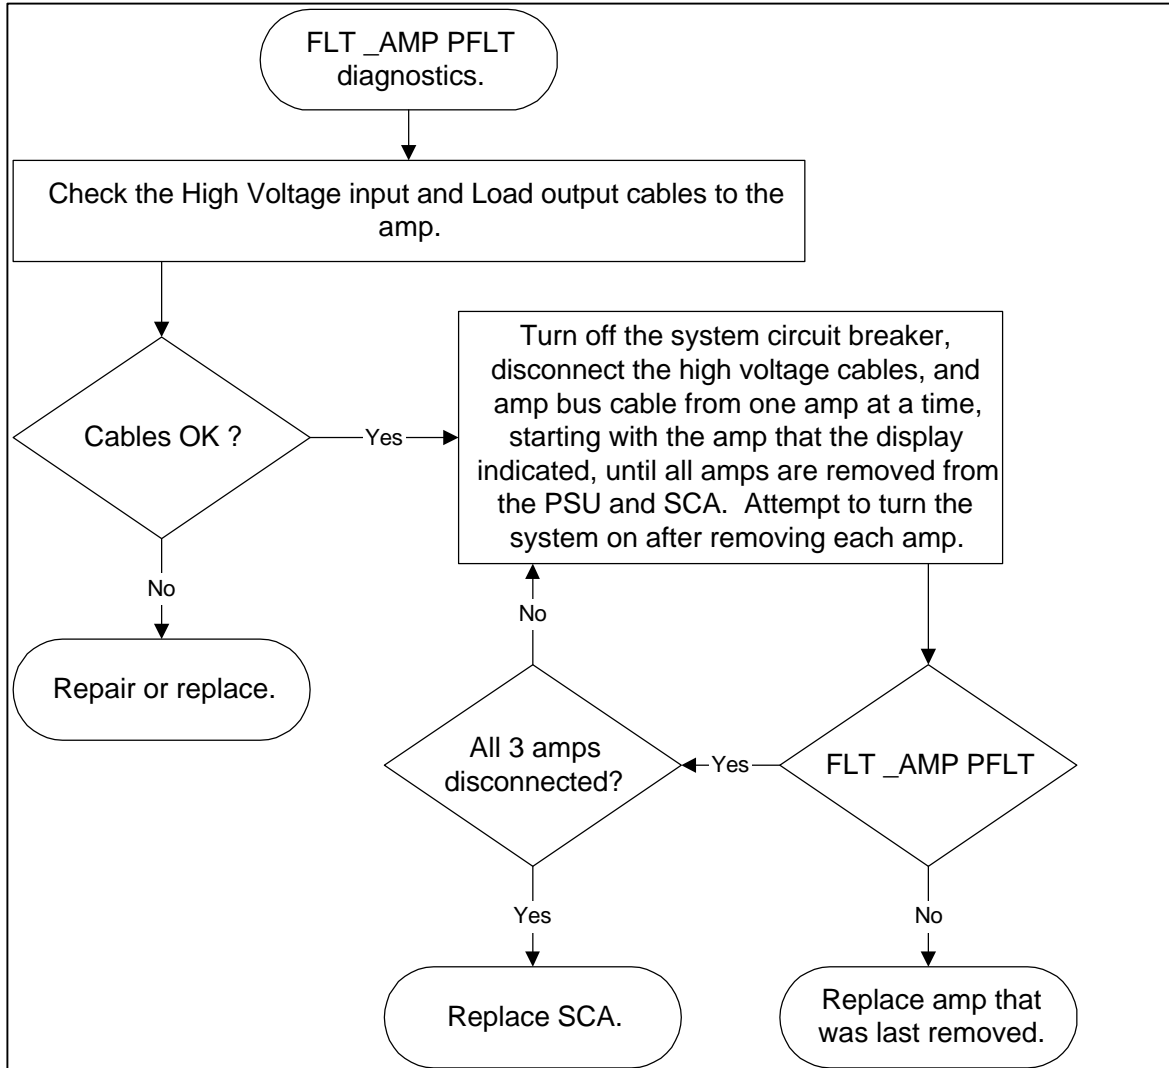 FLT _AMP PFLT
diagnostics.
Check the High Voltage input and Load output cables to the
amp.
Cables OK ?
Yes
Turn off the system circuit breaker,
disconnect the high voltage cables, and
amp bus cable from one amp at a time,
starting with the amp that the display
indicated, until all amps are removed from
the PSU and SCA.  Attempt to turn the
system on after removing each amp.
No
Repair or replace.
No
All 3 amps
disconnected?
Yes
FLT _AMP PFLT
Yes
No
Replace SCA.
Replace amp that
was last removed.